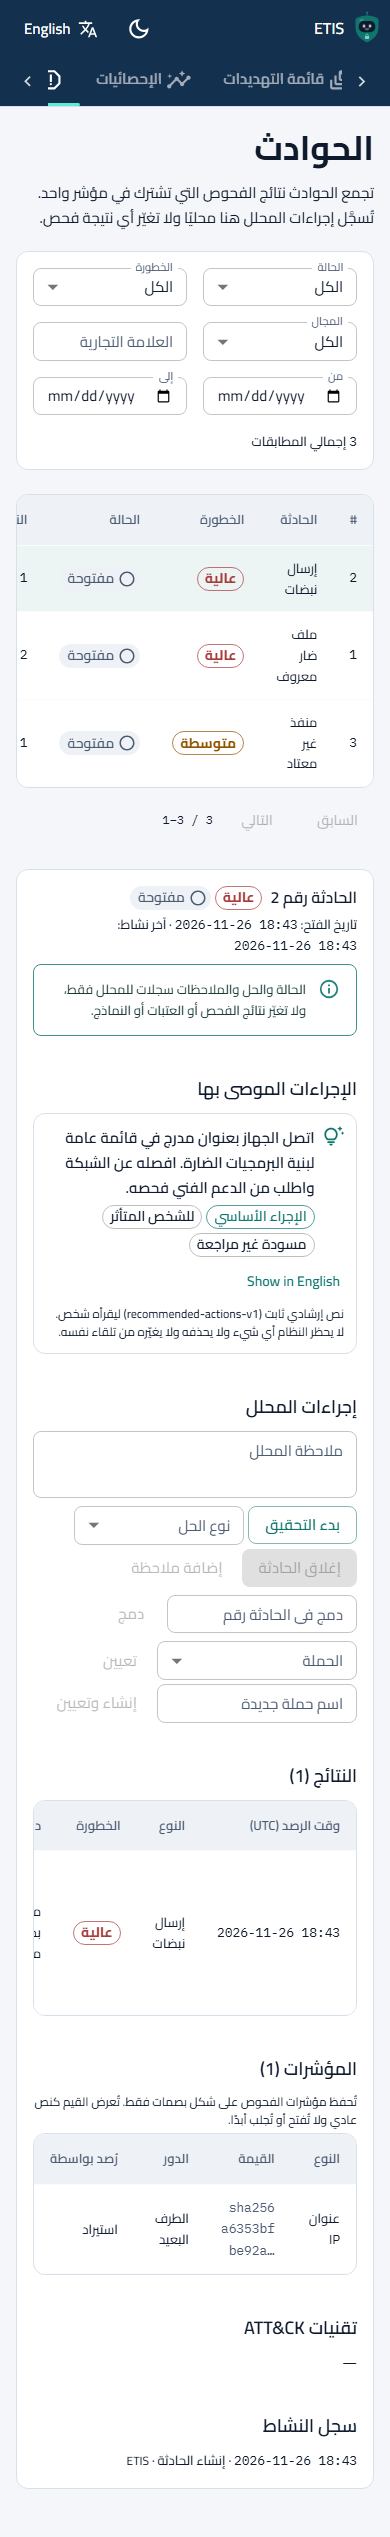 ETIS
English
قائمة التهديدات
الإحصائيات
الحوادث
تجمع الحوادث نتائج الفحوص التي تشترك في مؤشر واحد.
تُسجَّل إجراءات المحلل هنا محليًا ولا تغيّر أي نتيجة فحص.
الحالة
الكل
الخطورة
الكل
المجال
الكل
العلامة التجارية
من
mm/dd/yyyy
إلى
mm/dd/yyyy
3 إجمالي المطابقات
# الحادثة الخطورة الحالة
2 إرسال نبضات عالية مفتوحة 1
1 ملف ضار معروف عالية مفتوحة 2
3 منفذ غير معتاد متوسطة مفتوحة 1
السابق التالي 1–3 / 3
الحادثة رقم 2 عالية مفتوحة
تاريخ الفتح: 2026-11-26 18:43 · آخر نشاط:
2026-11-26 18:43
الحالة والحل والملاحظات سجلات للمحلل فقط،
ولا تغيّر نتائج الفحص أو العتبات أو النماذج.
الإجراءات الموصى بها
اتصل الجهاز بعنوان مدرج في قائمة عامة
لبنية البرمجيات الضارة. افصله عن الشبكة
واطلب من الدعم الفني فحصه.
الإجراء الأساسي للشخص المتأثر
مسودة غير مراجَعة
Show in English
نص إرشادي ثابت (recommended-actions-v1) ليقرأه شخص.
لا يحظر النظام أي شيء ولا يحذفه ولا يغيّره من تلقاء نفسه.
إجراءات المحلل
ملاحظة المحلل
بدء التحقيق نوع الحل
إغلاق الحادثة إضافة ملاحظة
دمج في الحادثة رقم دمج
الحملة تعيين
اسم حملة جديدة إنشاء وتعيين
النتائج (1)
وقت الرصد (UTC) النوع الخطورة
2026-11-26 18:43 إرسال نبضات عالية
المؤشرات (1)
تُحفظ مؤشرات الفحوص على شكل بصمات فقط. تُعرض القيم كنص
عادي ولا تُفتح أو تُجلب أبدًا.
النوع القيمة الدور رُصد بواسطة
عنوان IP sha256 a6353bf be92a… الطرف البعيد استيراد
تقنيات ATT&CK
—
سجل النشاط
2026-11-26 18:43 · إنشاء الحادثة · ETIS